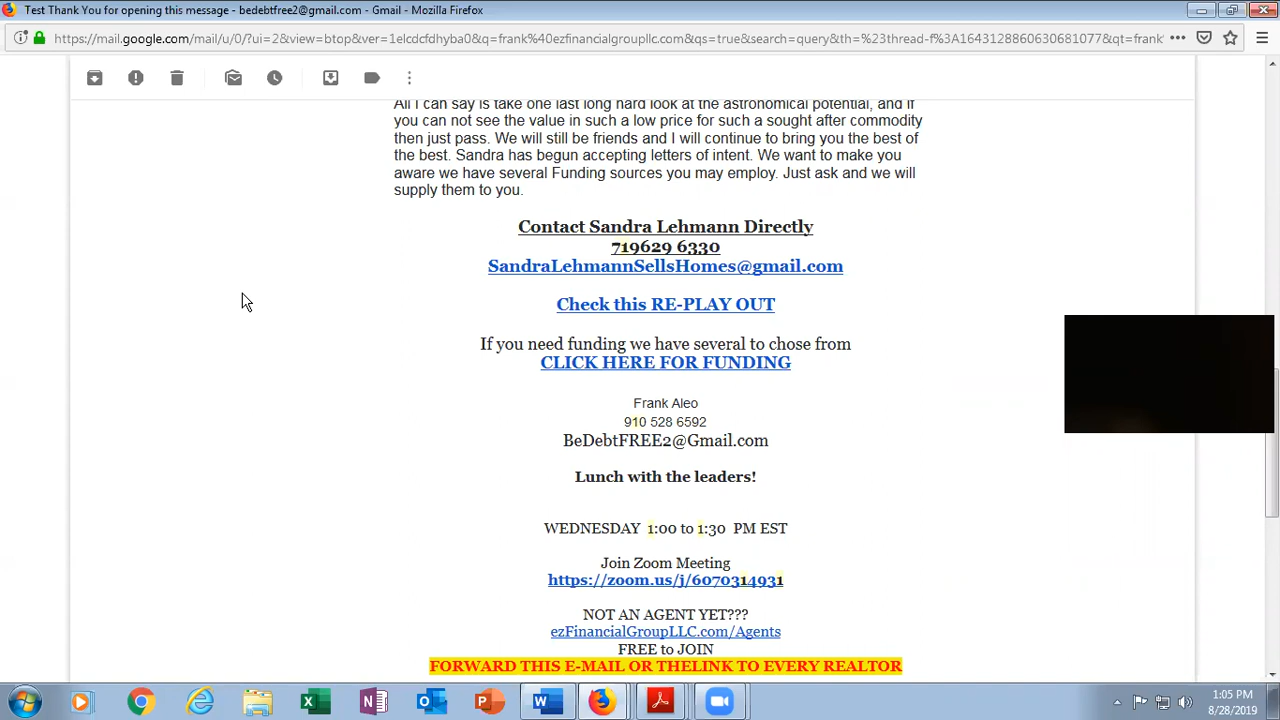 Test Thank You for opening this message - bedebtfree2@gmail.com - Gmail - Mozilla Firefox
https://mail.google.com/mail/u/0/?ui=2&view=btop&ver=1elcdcfdhyba0&q=frank%40ezfinancialgroupllc.com&qs=true&search=query&th=%23thread-f%3A1643128860630681077&qt=frank
All I can say is take one last long hard look at the astronomical potential, and if
you can not see the value in such a low price for such a sought after commodity
then just pass. We will still be friends and I will continue to bring you the best of
the best. Sandra has begun accepting letters of intent. We want to make you
aware we have several Funding sources you may employ. Just ask and we will
supply them to you.
Contact Sandra Lehmann Directly
719629 6330
SandraLehmannSellsHomes@gmail.com
Check this RE-PLAY OUT
If you need funding we have several to chose from
CLICK HERE FOR FUNDING
Frank Aleo
910 528 6592
BeDebtFREE2@Gmail.com
Lunch with the leaders!
WEDNESDAY 1:00 to 1:30 PM EST
Join Zoom Meeting
https://zoom.us/j/6070314931
NOT AN AGENT YET???
ezFinancialGroupLLC.com/Agents
FREE to JOIN
FORWARD THIS E-MAIL OR THELINK TO EVERY REALTOR
1:05 PM
8/28/2019